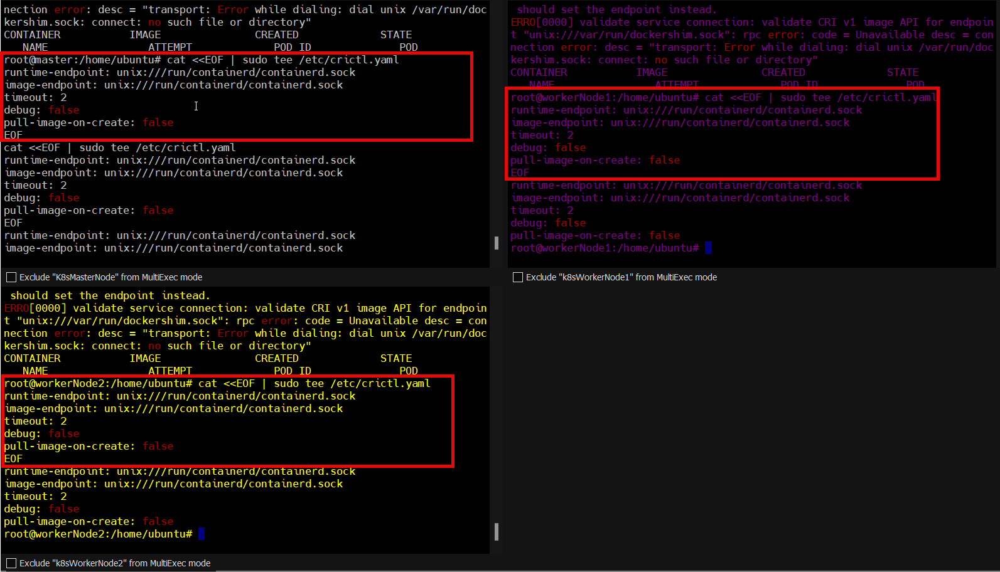 nection error: desc = "transport: Error while dialing: dial unix /var/run/doc
kershim.sock: connect: no such file or directory"
CONTAINER           IMAGE               CREATED             STATE
   NAME                ATTEMPT             POD ID              POD
root@master:/home/ubuntu# cat <<EOF | sudo tee /etc/crictl.yaml
runtime-endpoint: unix:///run/containerd/containerd.sock
image-endpoint: unix:///run/containerd/containerd.sock
timeout: 2
debug: false
pull-image-on-create: false
EOF
cat <<EOF | sudo tee /etc/crictl.yaml
runtime-endpoint: unix:///run/containerd/containerd.sock
image-endpoint: unix:///run/containerd/containerd.sock
timeout: 2
debug: false
pull-image-on-create: false
EOF
runtime-endpoint: unix:///run/containerd/containerd.sock
image-endpoint: unix:///run/containerd/containerd.sock
Exclude "K8sMasterNode" from MultiExec mode
 should set the endpoint instead.
ERRO[0000] validate service connection: validate CRI v1 image API for endpoin
t "unix:///var/run/dockershim.sock": rpc error: code = Unavailable desc = con
nection error: desc = "transport: Error while dialing: dial unix /var/run/doc
kershim.sock: connect: no such file or directory"
CONTAINER           IMAGE               CREATED             STATE
   NAME                ATTEMPT             POD ID              POD
root@workerNode1:/home/ubuntu# cat <<EOF | sudo tee /etc/crictl.yaml
runtime-endpoint: unix:///run/containerd/containerd.sock
image-endpoint: unix:///run/containerd/containerd.sock
timeout: 2
debug: false
pull-image-on-create: false
EOF
runtime-endpoint: unix:///run/containerd/containerd.sock
image-endpoint: unix:///run/containerd/containerd.sock
timeout: 2
debug: false
pull-image-on-create: false
root@workerNode1:/home/ubuntu#
Exclude "k8sWorkerNode1" from MultiExec mode
 should set the endpoint instead.
ERRO[0000] validate service connection: validate CRI v1 image API for endpoin
t "unix:///var/run/dockershim.sock": rpc error: code = Unavailable desc = con
nection error: desc = "transport: Error while dialing: dial unix /var/run/doc
kershim.sock: connect: no such file or directory"
CONTAINER           IMAGE               CREATED             STATE
   NAME                ATTEMPT             POD ID              POD
root@workerNode2:/home/ubuntu# cat <<EOF | sudo tee /etc/crictl.yaml
runtime-endpoint: unix:///run/containerd/containerd.sock
image-endpoint: unix:///run/containerd/containerd.sock
timeout: 2
debug: false
pull-image-on-create: false
EOF
runtime-endpoint: unix:///run/containerd/containerd.sock
image-endpoint: unix:///run/containerd/containerd.sock
timeout: 2
debug: false
pull-image-on-create: false
root@workerNode2:/home/ubuntu#
Exclude "k8sWorkerNode2" from MultiExec mode